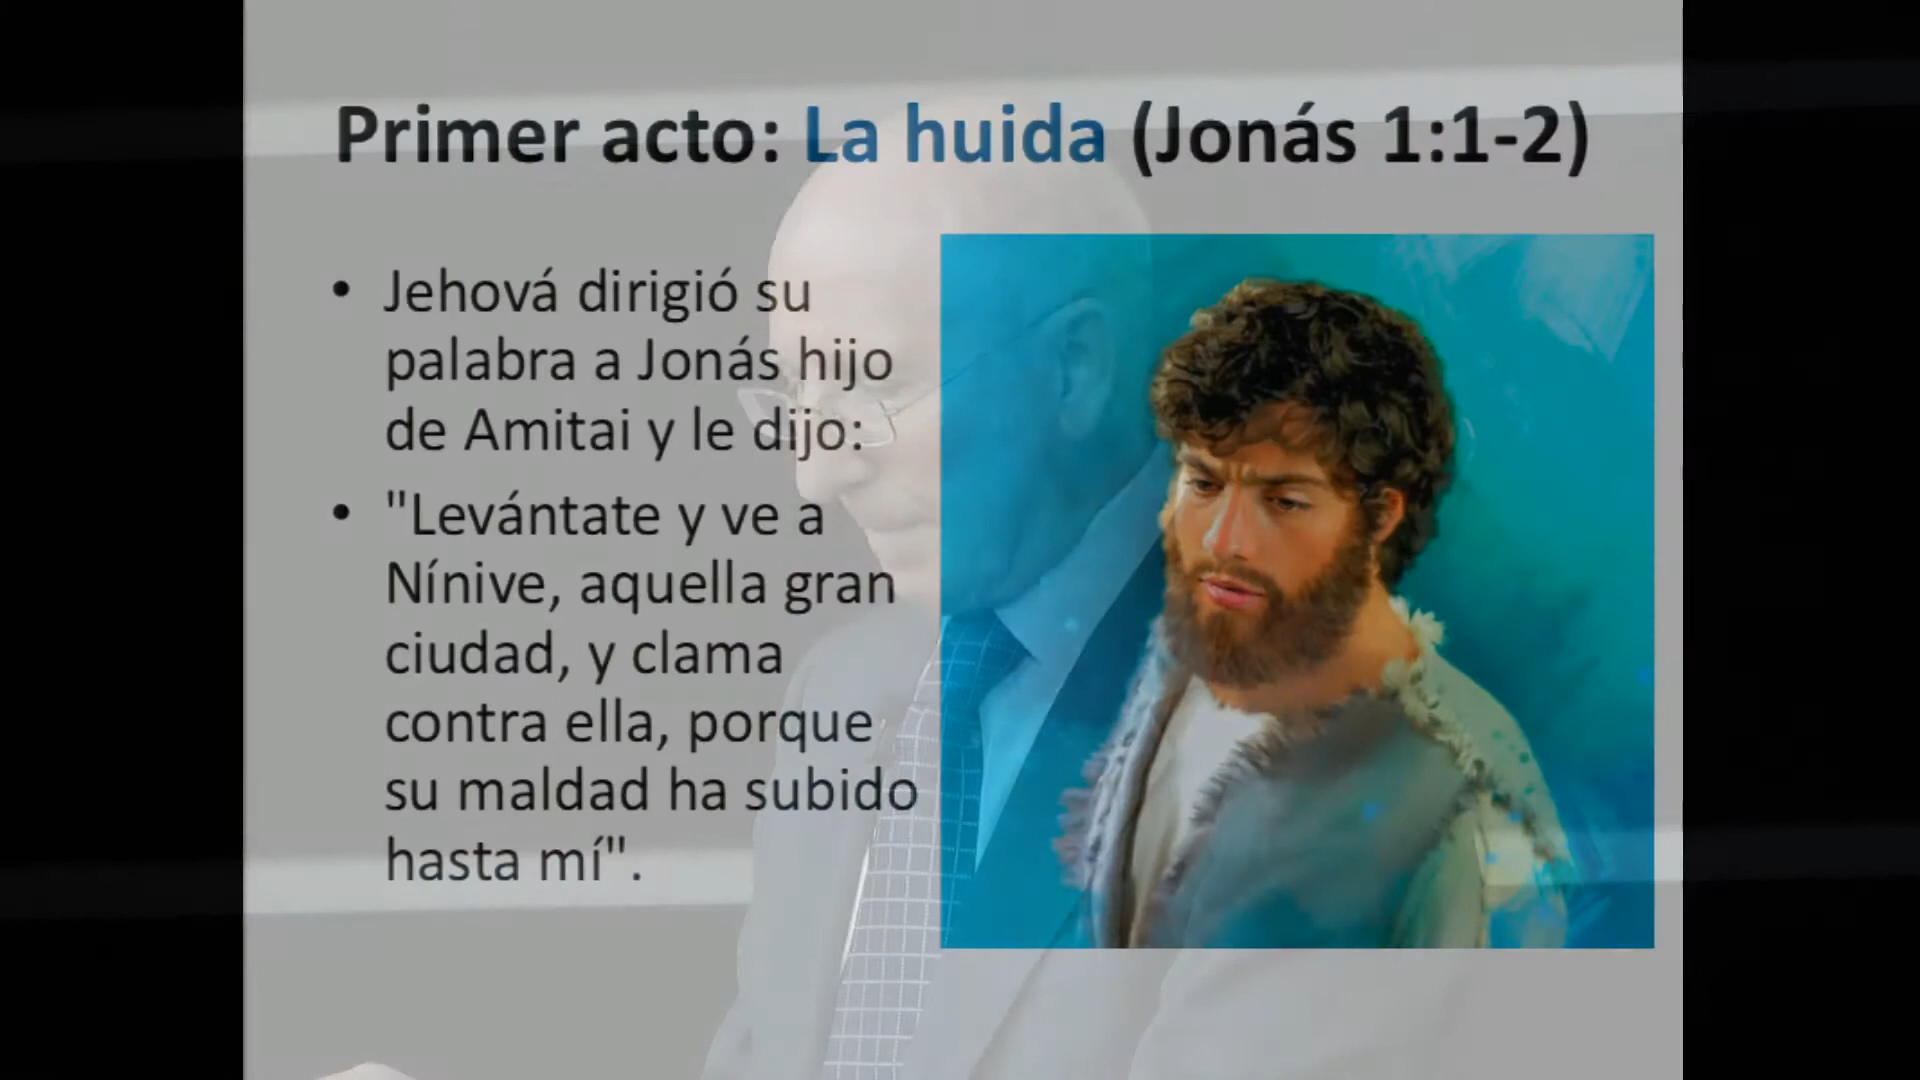 Primer acto: La huida (Jonás 1:1-2)
• Jehová dirigió su
palabra a Jonás hijo
de Amitai y le dijo:
• "Levántate y ve a
Nínive, aquella gran
ciudad, y clama
contra ella, porque
su maldad ha subido
hasta mí".